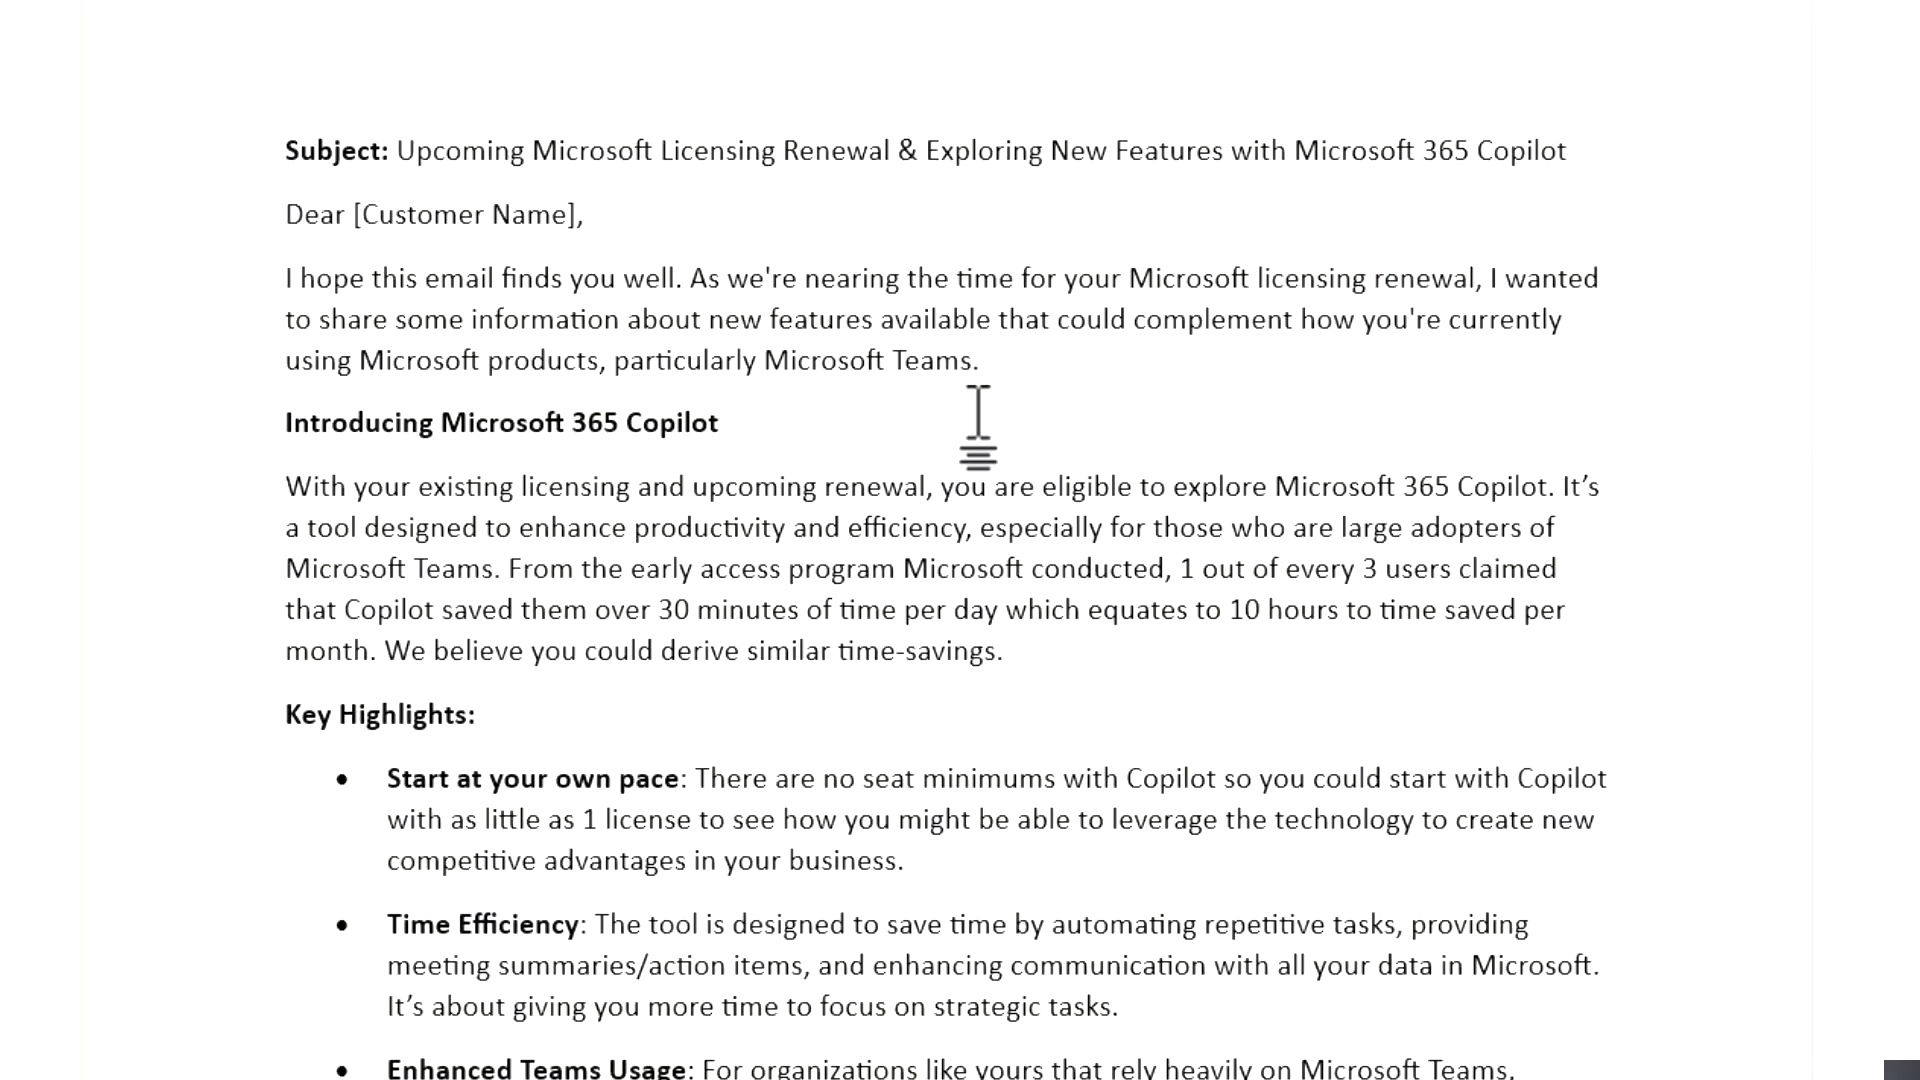 Subject: Upcoming Microsoft Licensing Renewal & Exploring New Features with Microsoft 365 Copilot
Dear [Customer Name],
I hope this email finds you well. As we're nearing the time for your Microsoft licensing renewal, I wanted
to share some information about new features available that could complement how you're currently
using Microsoft products, particularly Microsoft Teams.
Introducing Microsoft 365 Copilot
With your existing licensing and upcoming renewal, you are eligible to explore Microsoft 365 Copilot. It’s
a tool designed to enhance productivity and efficiency, especially for those who are large adopters of
Microsoft Teams. From the early access program Microsoft conducted, 1 out of every 3 users claimed
that Copilot saved them over 30 minutes of time per day which equates to 10 hours to time saved per
month. We believe you could derive similar time-savings.
Key Highlights:
• Start at your own pace: There are no seat minimums with Copilot so you could start with Copilot
with as little as 1 license to see how you might be able to leverage the technology to create new
competitive advantages in your business.
• Time Efficiency: The tool is designed to save time by automating repetitive tasks, providing
meeting summaries/action items, and enhancing communication with all your data in Microsoft.
It’s about giving you more time to focus on strategic tasks.
• Enhanced Teams Usage: For organizations like yours that rely heavily on Microsoft Teams,